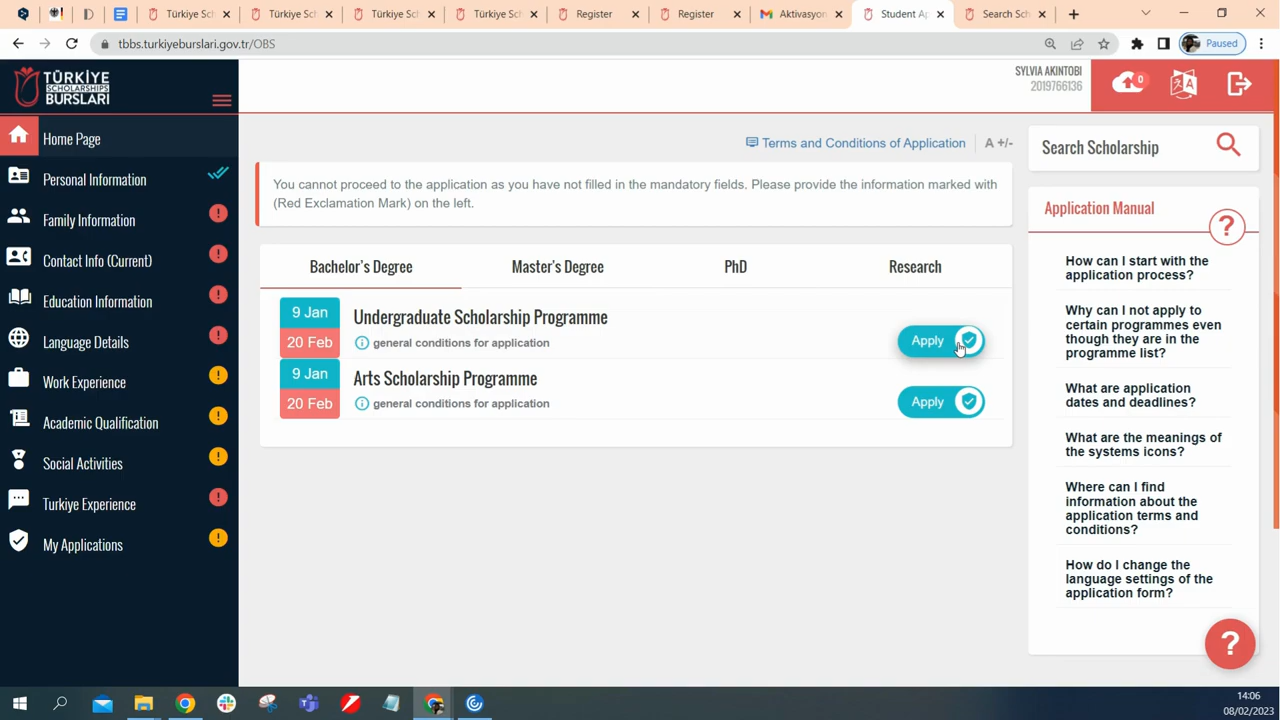 Türkiye Sch
Türkiye Sch
Türkiye Sch
Türkiye Sch
Register
Register
Aktivasyon
Student Ap
Search Sch
tbbs.turkiyeburslari.gov.tr/OBS
Paused
TÜRKİYE
SCHOLARSHIPS
BURSLARI
SYLVIA AKINTOBI
2019766136
0
Home Page
Personal Information
Family Information
Contact Info (Current)
Education Information
Language Details
Work Experience
Academic Qualification
Social Activities
Turkiye Experience
My Applications
Terms and Conditions of Application
A +/-
You cannot proceed to the application as you have not filled in the mandatory fields. Please provide the information marked with
(Red Exclamation Mark) on the left.
Bachelor's Degree Master's Degree PhD Research
9 Jan
20 Feb
Undergraduate Scholarship Programme
general conditions for application
Apply
9 Jan
20 Feb
Arts Scholarship Programme
general conditions for application
Apply
Search Scholarship
Application Manual
?
How can I start with the
application process?
Why can I not apply to
certain programmes even
though they are in the
programme list?
What are application
dates and deadlines?
What are the meanings of
the systems icons?
Where can I find
information about the
application terms and
conditions?
How do I change the
language settings of the
application form?
?
14:06
08/02/2023